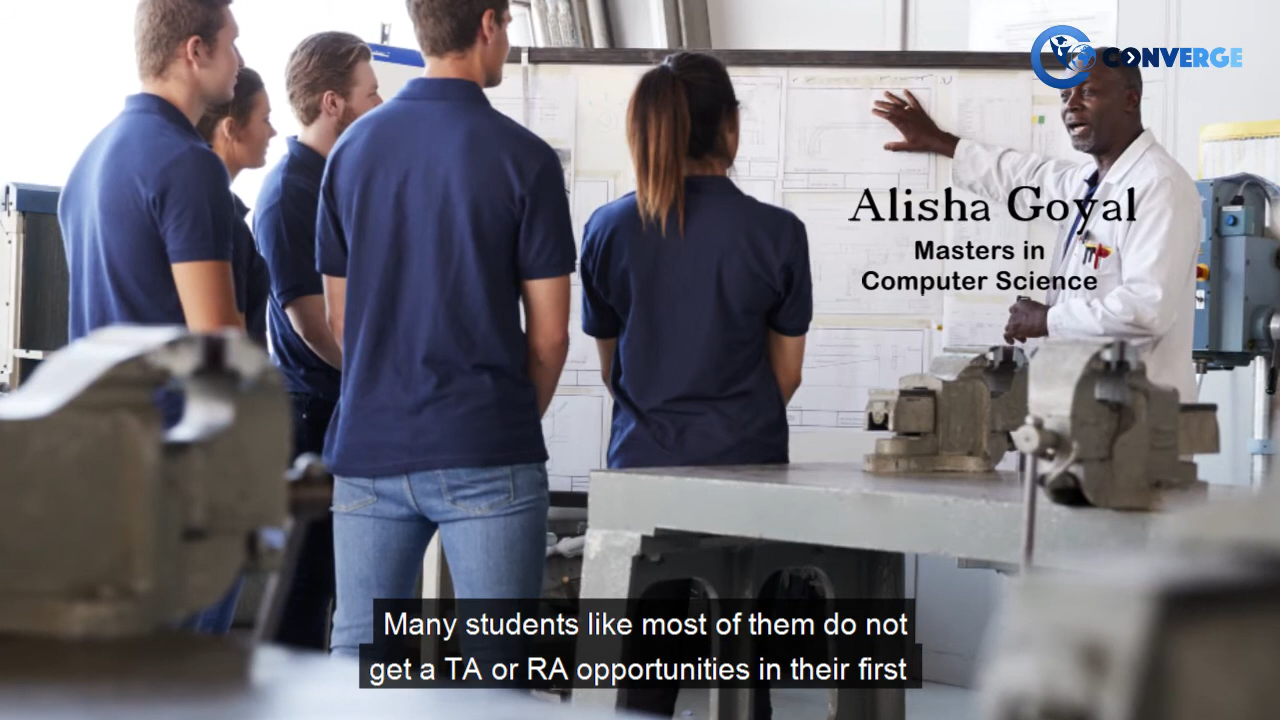 CONVERGE
Alisha Goyal
Masters in
Computer Science
Many students like most of them do not
get a TA or RA opportunities in their first